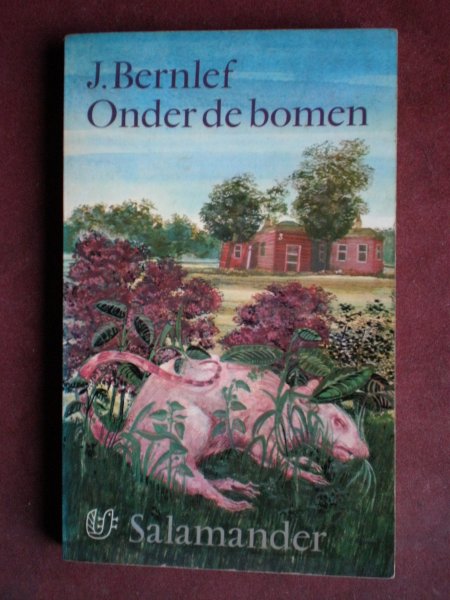 J. Bernlef
Onder de bomen
Salamander